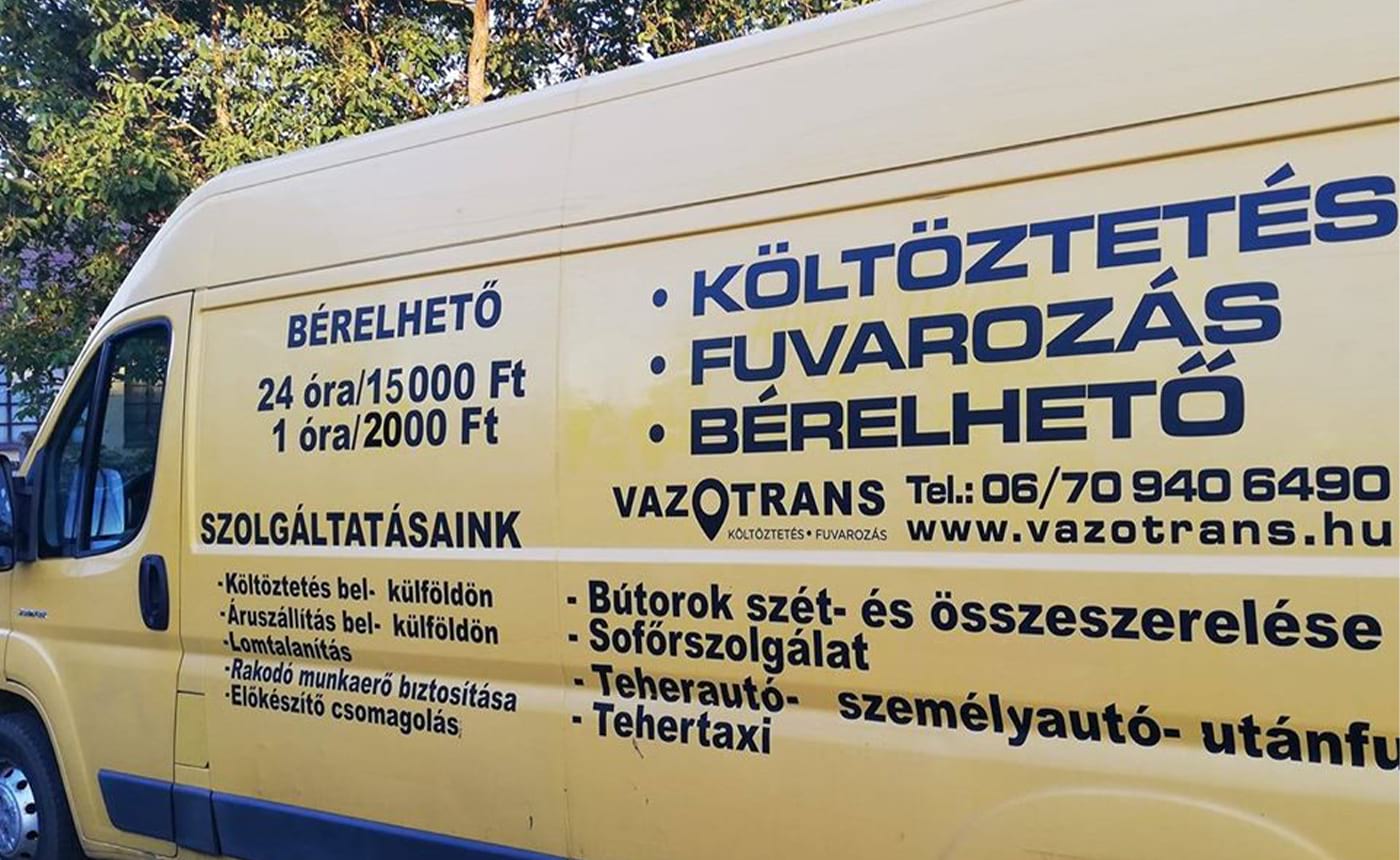 BÉRELHETŐ
24 óra/15000 Ft
1 óra/2000 Ft
SZOLGÁLTATÁSAINK
-Költöztetés bel- külföldön
-Áruszállítás bel- külföldön
-Lomtalanítás
-Rakodó munkaerő biztosítása
-Előkészítő csomagolás
• KÖLTÖZTETÉS
• FUVAROZÁS
• BÉRELHETŐ
VAZOTRANS
KÖLTÖZTETÉS • FUVAROZÁS
Tel.: 06/70 940 6490
www.vazotrans.hu
- Bútorok szét- és összeszerelése
- Sofőrszolgálat
- Teherautó- személyautó- utánfu
- Tehertaxi